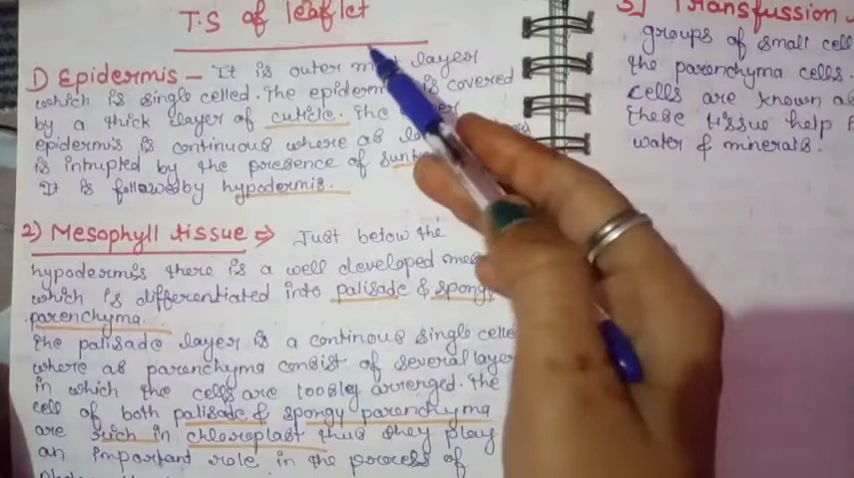 T.S of leaflet
1) Epidermis - It is outer most layer
which is single celled. The is covered
by a thick layer of cuticle. The
epidermis is continuous where as
is intrupted by the presence of
It is followed by hypodermis.
2) Mesophyll tissue ⇒ Just below the
hypodermis there is a well developed
which is differentiated into palisade & spongy
parenchyma.
The palisade layer is a continous single
where as parenchyma consist of several layer
in which the cells are loosley arranged. The
cell of both palisade & spongy parenchyma
are rich in chloroplast thus they play
an important role in the process of
3) Transfussion
groups of small cell
the parenchyma cells.
cells are known
these tissue help
water & minerals.